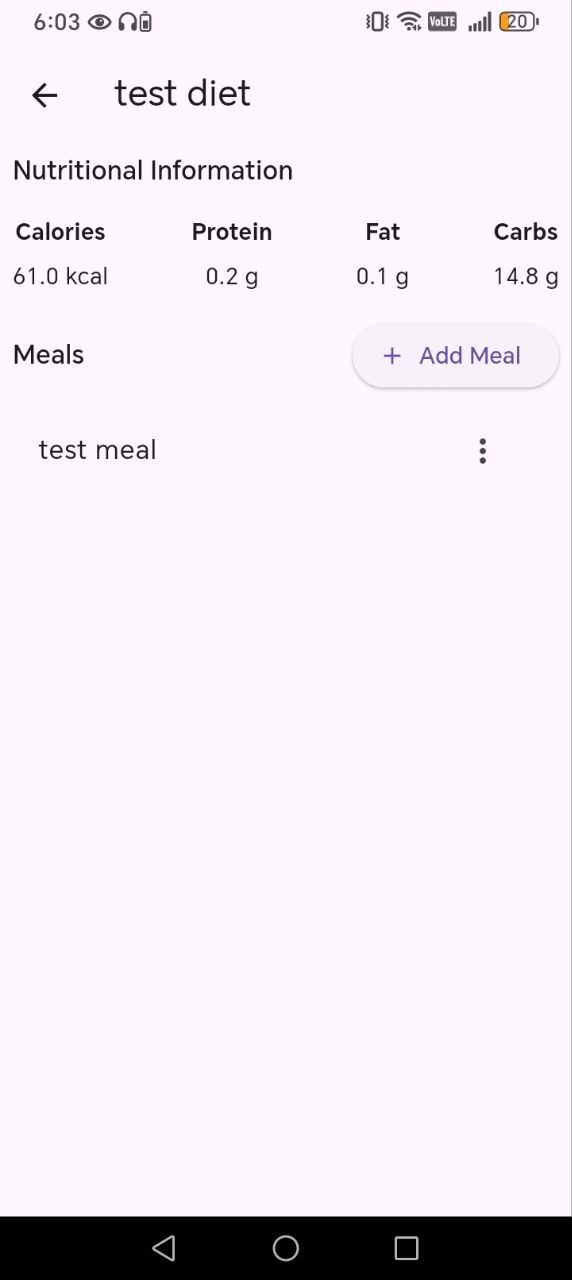 6:03 VoLTE 20
test diet
Nutritional Information
Calories Protein Fat Carbs
61.0 kcal 0.2 g 0.1 g 14.8 g
Meals + Add Meal
test meal